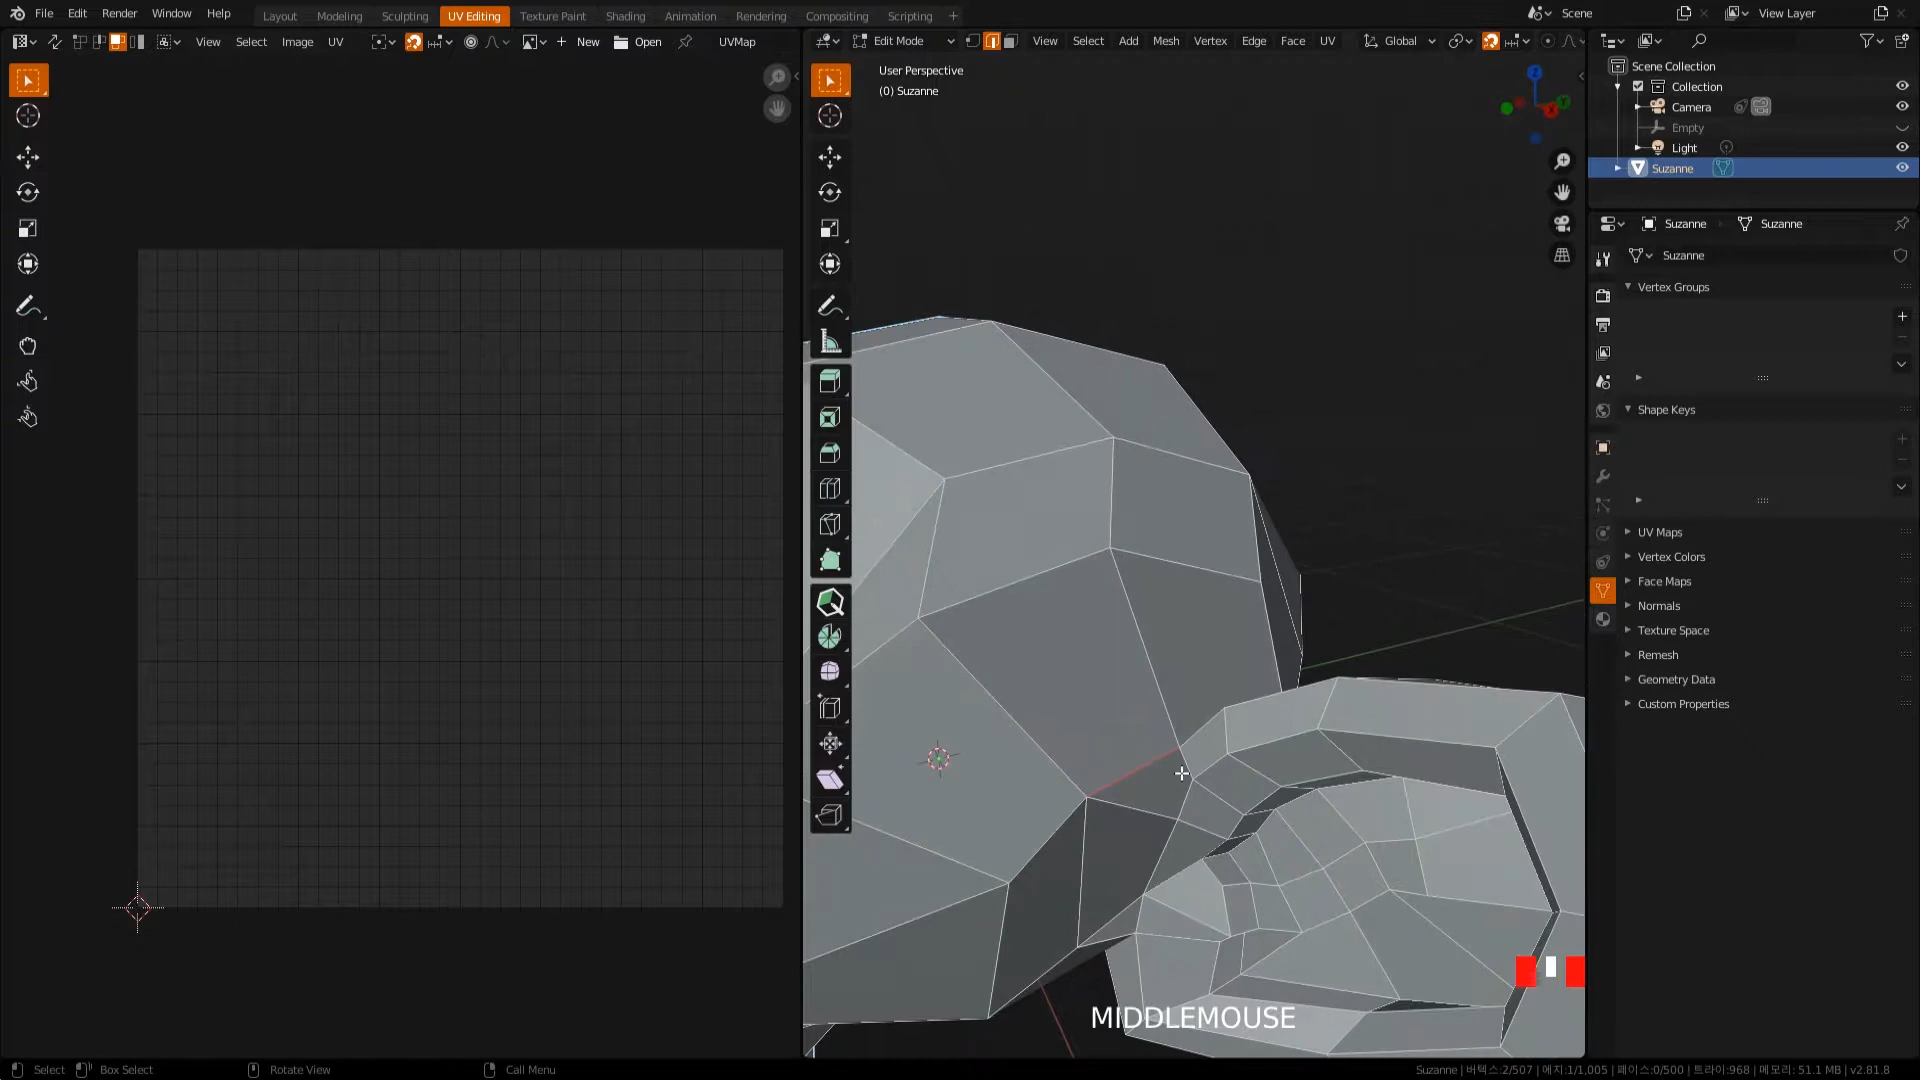 File Edit Render Window Help
Layout Modeling Sculpting UV Editing Texture Paint Shading Animation Rendering Compositing Scripting +
Scene
View Layer
View Select Image UV
New Open
UVMap
Edit Mode
View Select Add Mesh Vertex Edge Face UV
Global
User Perspective
(0) Suzanne
Scene Collection
Collection
Camera
Empty
Light
Suzanne
Suzanne Suzanne
Suzanne
Vertex Groups
Shape Keys
UV Maps
Vertex Colors
Face Maps
Normals
Texture Space
Remesh
Geometry Data
Custom Properties
MIDDLEMOUSE
Select Box Select Rotate View Call Menu
Suzanne | 버텍스:2/507 | 에지:1/1,005 | 페이스:0/500 | 트라이:968 | 메모리: 51.1 MB | v2.81.8